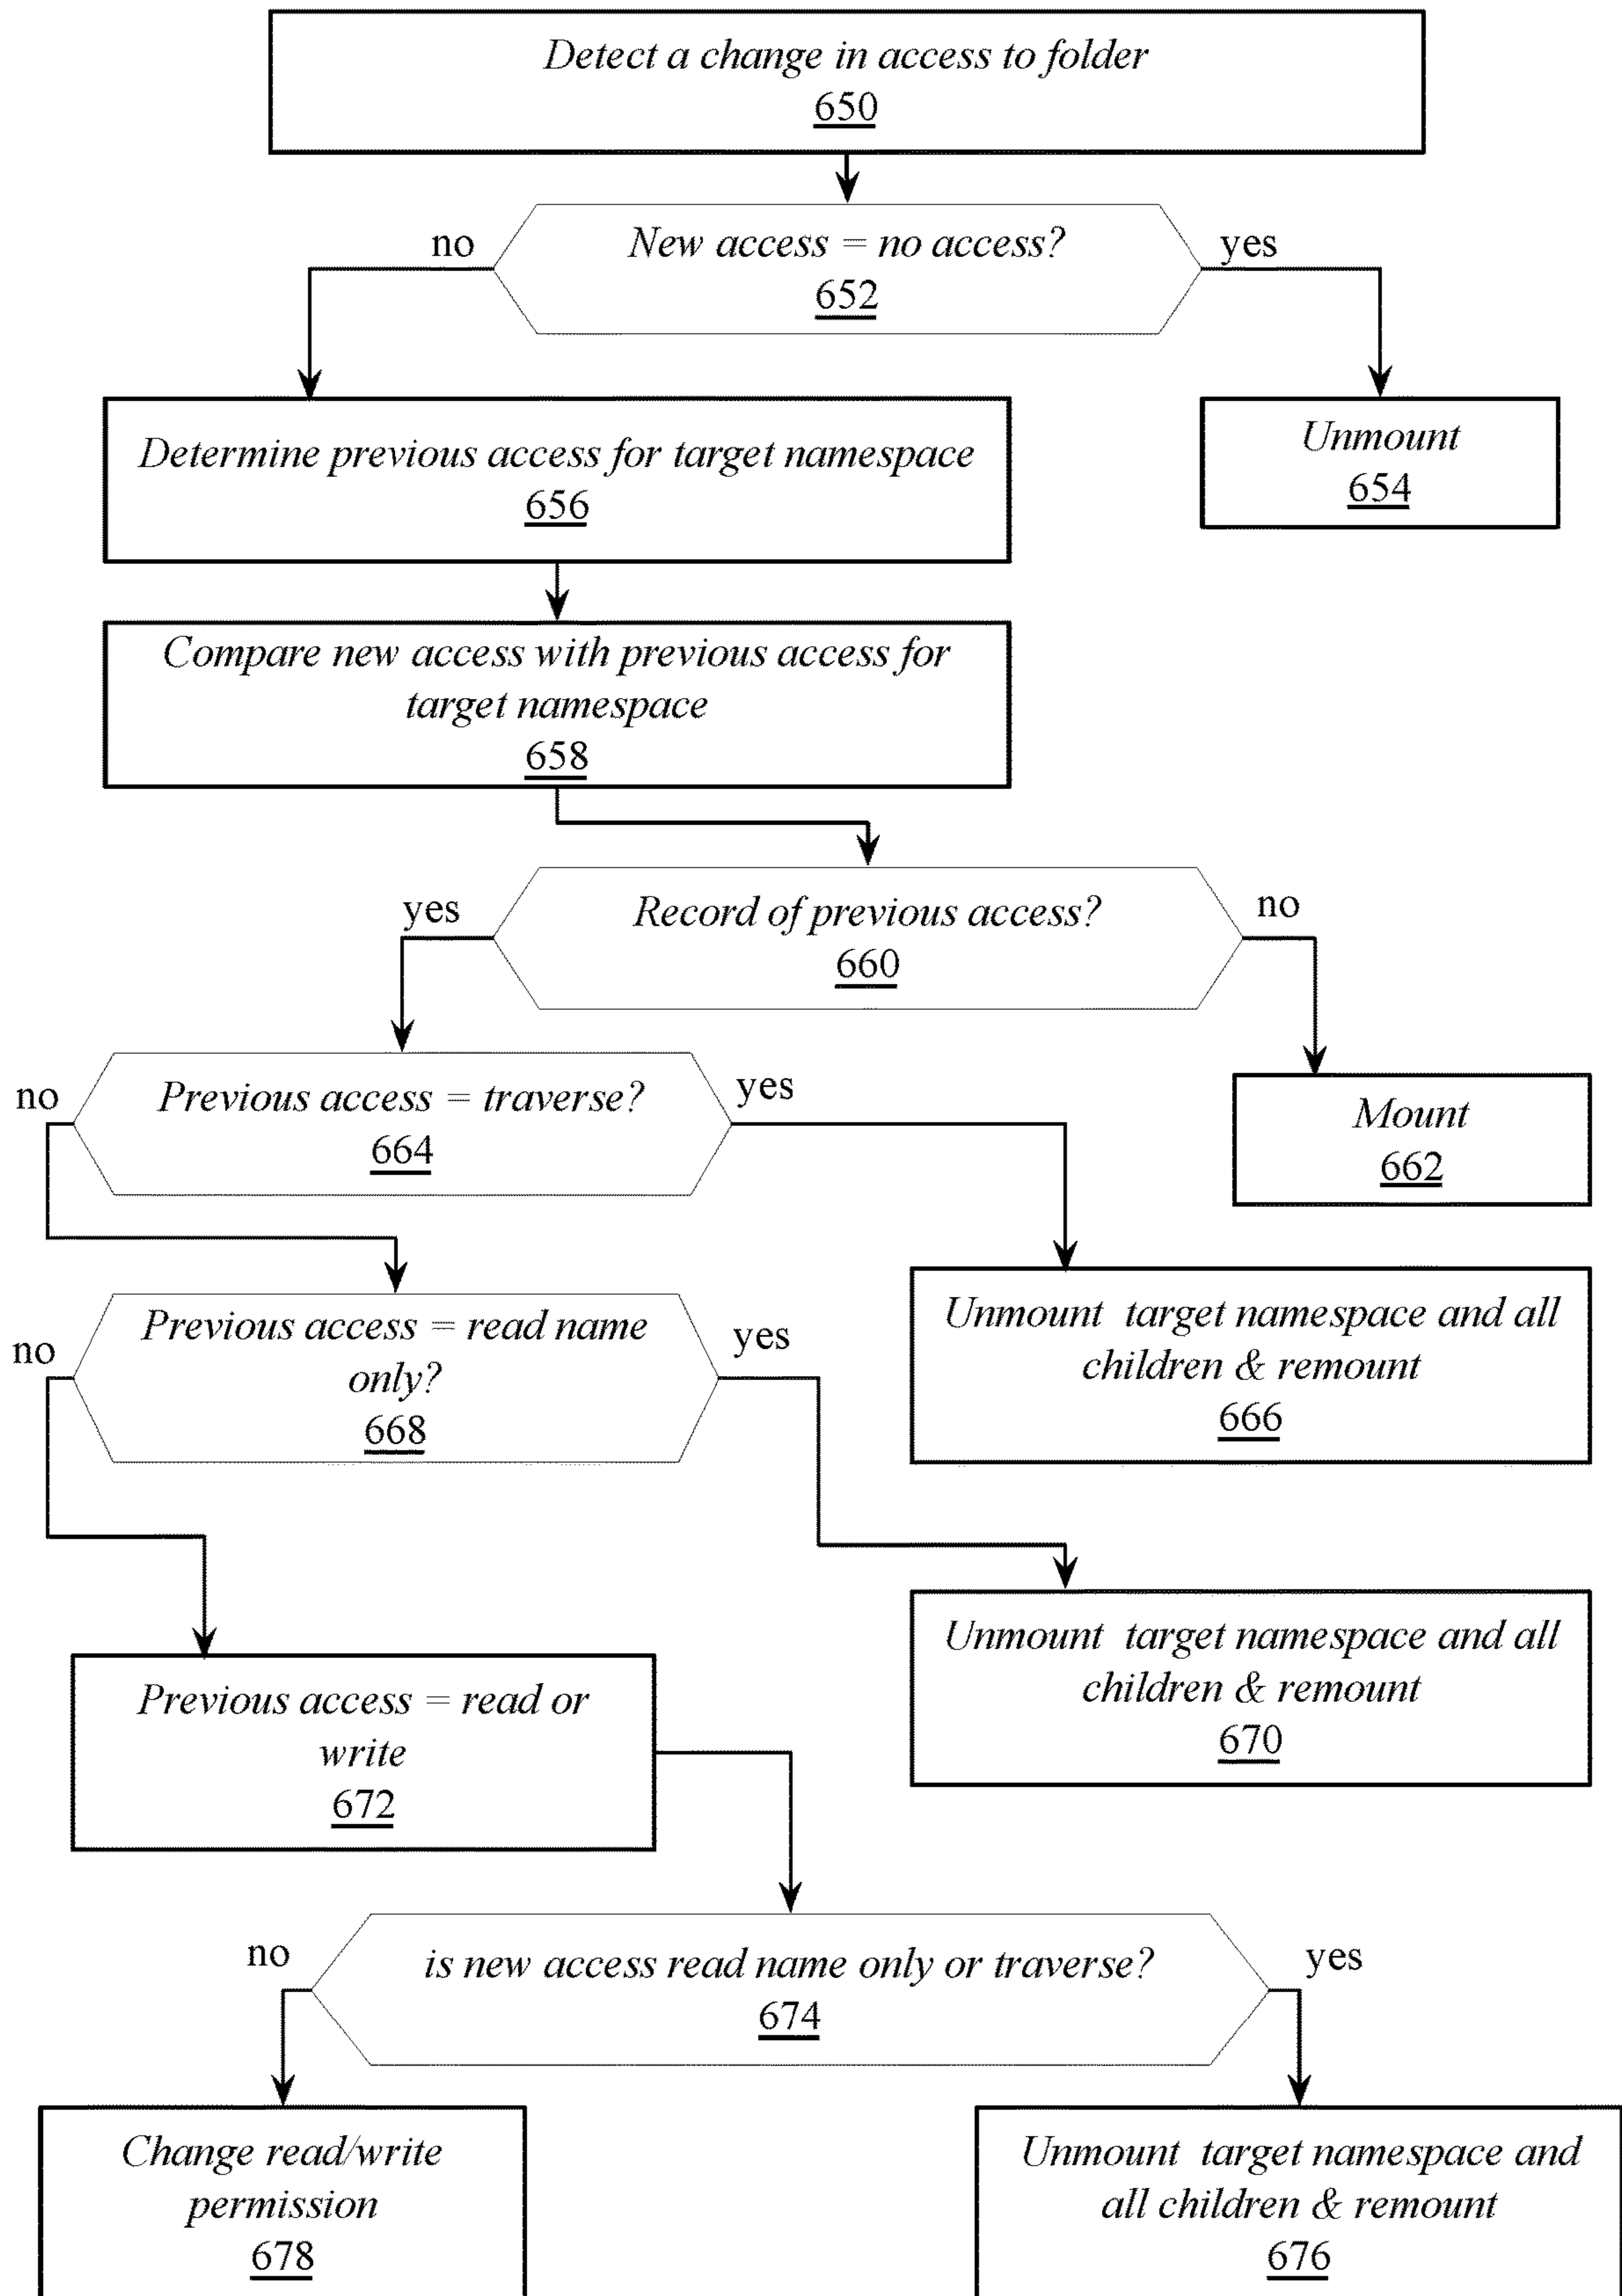 Detect a change in access to folder
650
no
New access = no access?
yes
652
Determine previous access for target namespace
656
Unmount
654
Compare new access with previous access for
target namespace
658
yes
Record of previous access?
no
660
no
Previous access = traverse?
yes
664
Mount
662
no
Previous access = read name
only?
yes
668
Unmount target namespace and all
children & remount
666
Unmount target namespace and all
children & remount
670
Previous access = read or
write
672
no
is new access read name only or traverse?
yes
674
Change read/write
permission
678
Unmount target namespace and
all children & remount
676